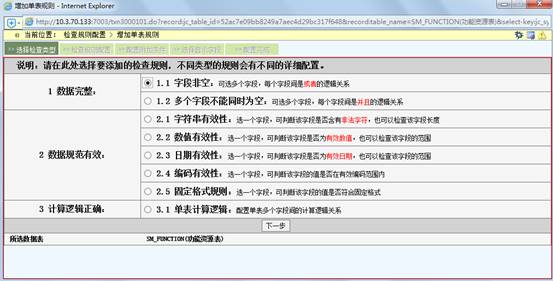 增加单表规则 - Internet Explorer
http://10.3.70.133:7003/txn3000101.do?record:jc_table_id=52ac7e09bb8249a7aec4d29bc317f648&record:table_name=SM_FUNCTION(功能资源表)&select-key:jc_sy
当前位置: 检查规则配置 > 增加单表规则
>> 选择检查类型 >> 检查规则配置 >> 配置附加条件 >> 选择提示字段 >> 配置完成
说明：请在此处选择要添加的检查规则，不同类型的规则会有不同的详细配置。
1 数据完整：
1.1 字段非空：可选多个字段，每个字段间是或者的逻辑关系
1.2 多个字段不能同时为空：可选多个字段，每个字段间是并且的逻辑关系
2 数据规范有效：
2.1 字符串有效性：选一个字段，可判断该字段是否含有非法字符，也可以检查该字段长度
2.2 数值有效性：选一个字段，可判断该字段是否为有效数值，也可以检查该字段的范围
2.3 日期有效性：选一个字段，可判断该字段是否为有效日期，也可以检查该字段的范围
2.4 编码有效性：选一个字段，可判断该字段的值是否在有效编码范围内
2.5 固定格式规则：选一个字段，可判断该字段的值是否符合固定格式
3 计算逻辑正确：
3.1 单表计算逻辑：配置单表多个字段间的计算逻辑关系
下一步
所选数据表 SM_FUNCTION(功能资源表)